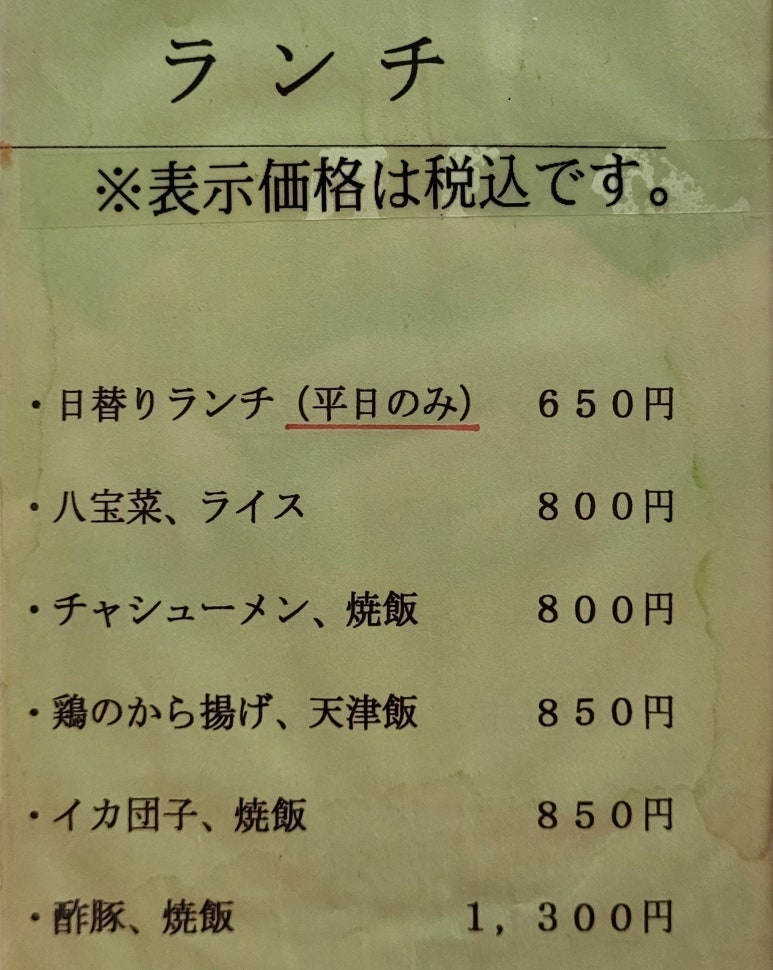 ランチ
※表示価格は税込です。
・日替りランチ(平日のみ) 650円
・八宝菜、ライス 800円
・チャシューメン、焼飯 800円
・鶏のから揚げ、天津飯 850円
・イカ団子、焼飯 850円
・酢豚、焼飯 1,300円